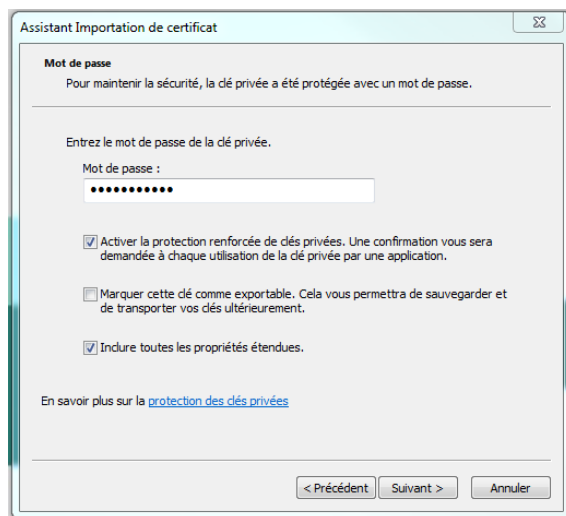 Assistant Importation de certificat
Mot de passe
Pour maintenir la sécurité, la clé privée a été protégée avec un mot de passe.
Entrez le mot de passe de la clé privée.
Mot de passe :
•••••••••••
Activer la protection renforcée de clés privées. Une confirmation vous sera
demandée à chaque utilisation de la clé privée par une application.
Marquer cette clé comme exportable. Cela vous permettra de sauvegarder et
de transporter vos clés ultérieurement.
Inclure toutes les propriétés étendues.
En savoir plus sur la protection des clés privées
< Précédent
Suivant >
Annuler